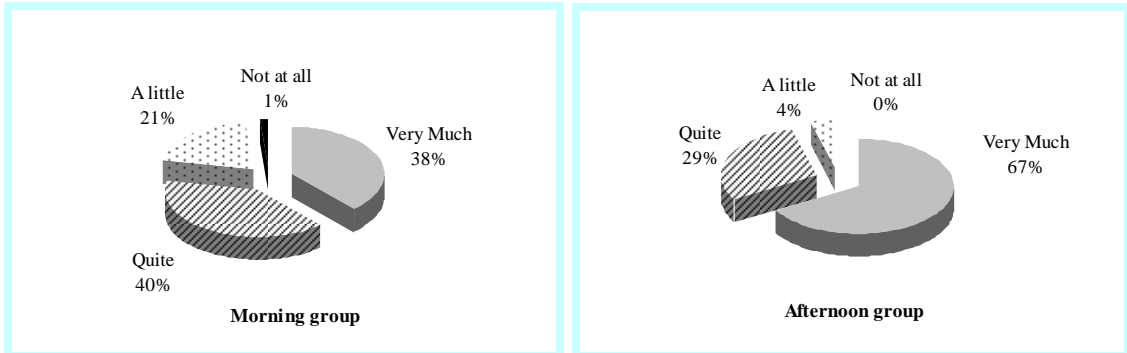 Not at all
1%
A little
21%
Very Much
38%
Quite
40%
Morning group
A little
4%
Not at all
0%
Quite
29%
Very Much
67%
Afternoon group